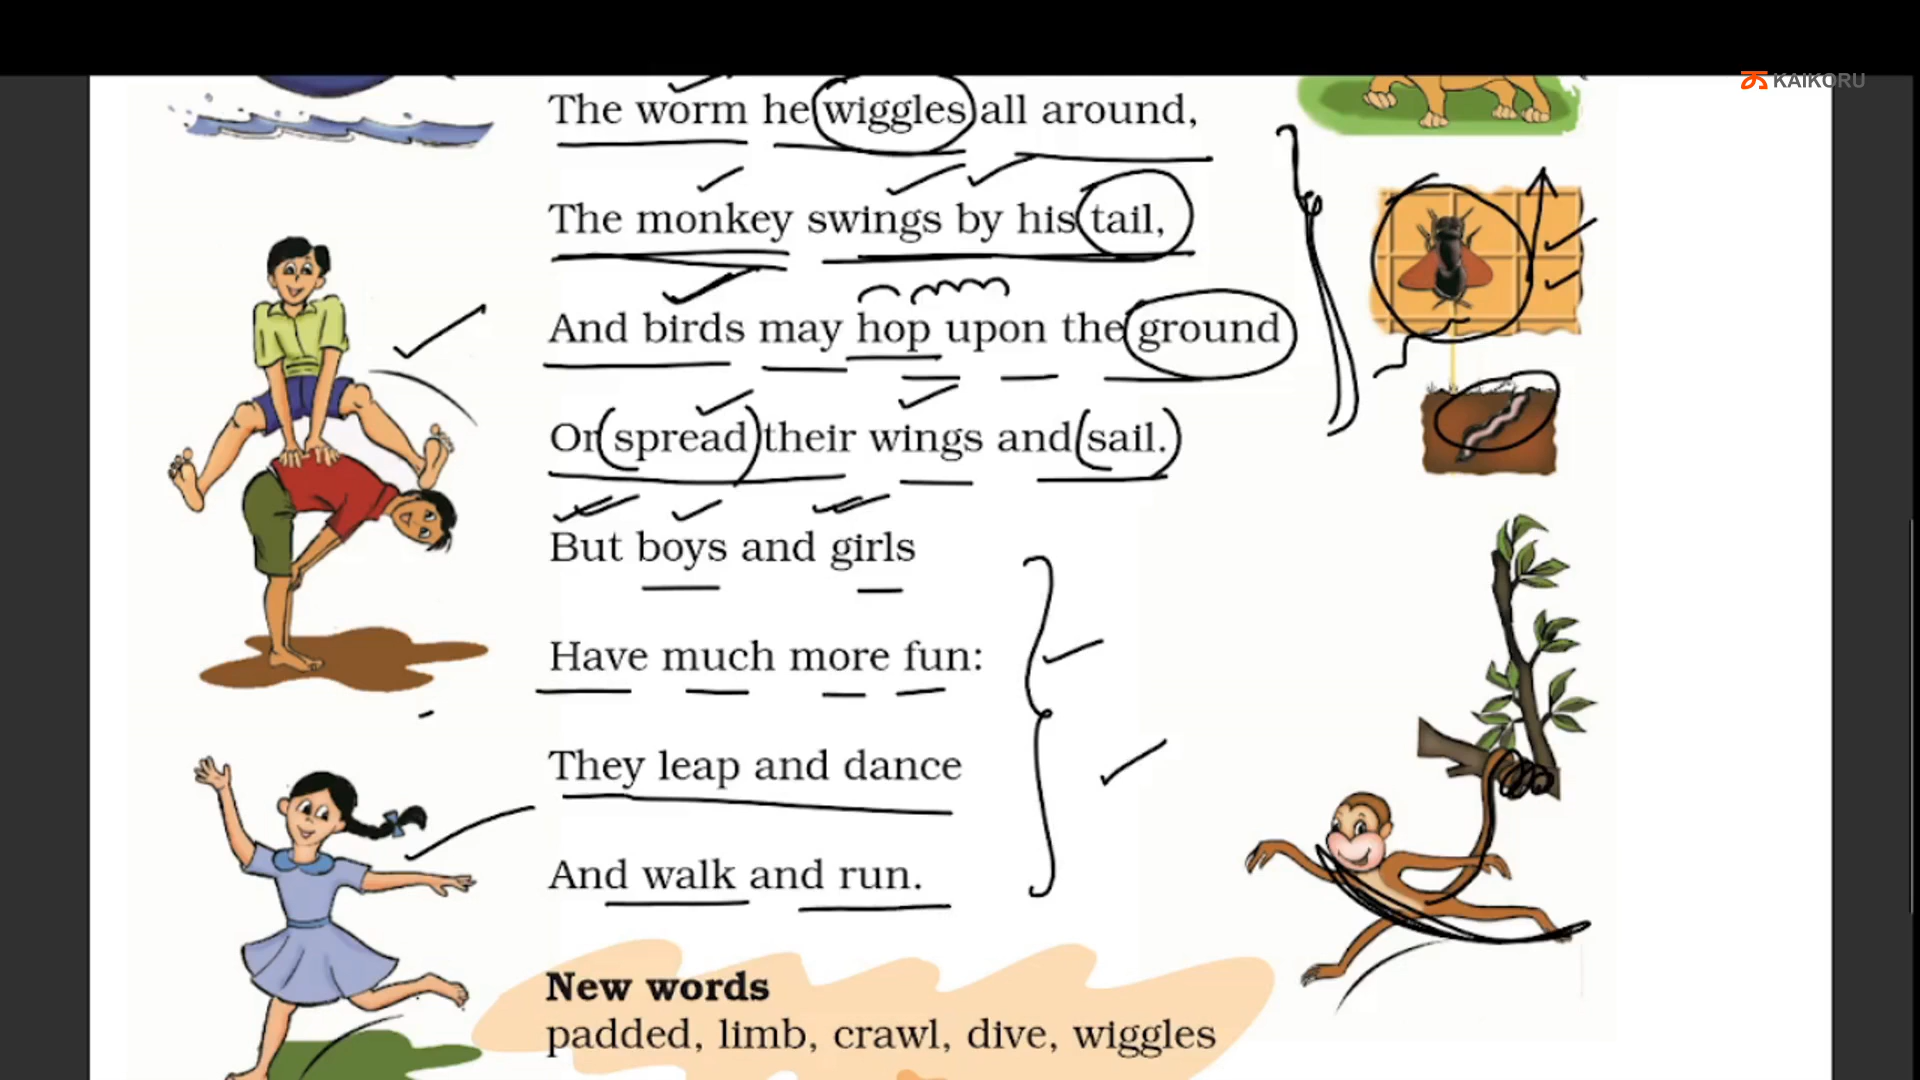 KAIKORU
The worm he wiggles all around,
The monkey swings by his tail,
And birds may hop upon the ground
Or spread their wings and sail.
But boys and girls
Have much more fun:
They leap and dance
And walk and run.
New words
padded, limb, crawl, dive, wiggles